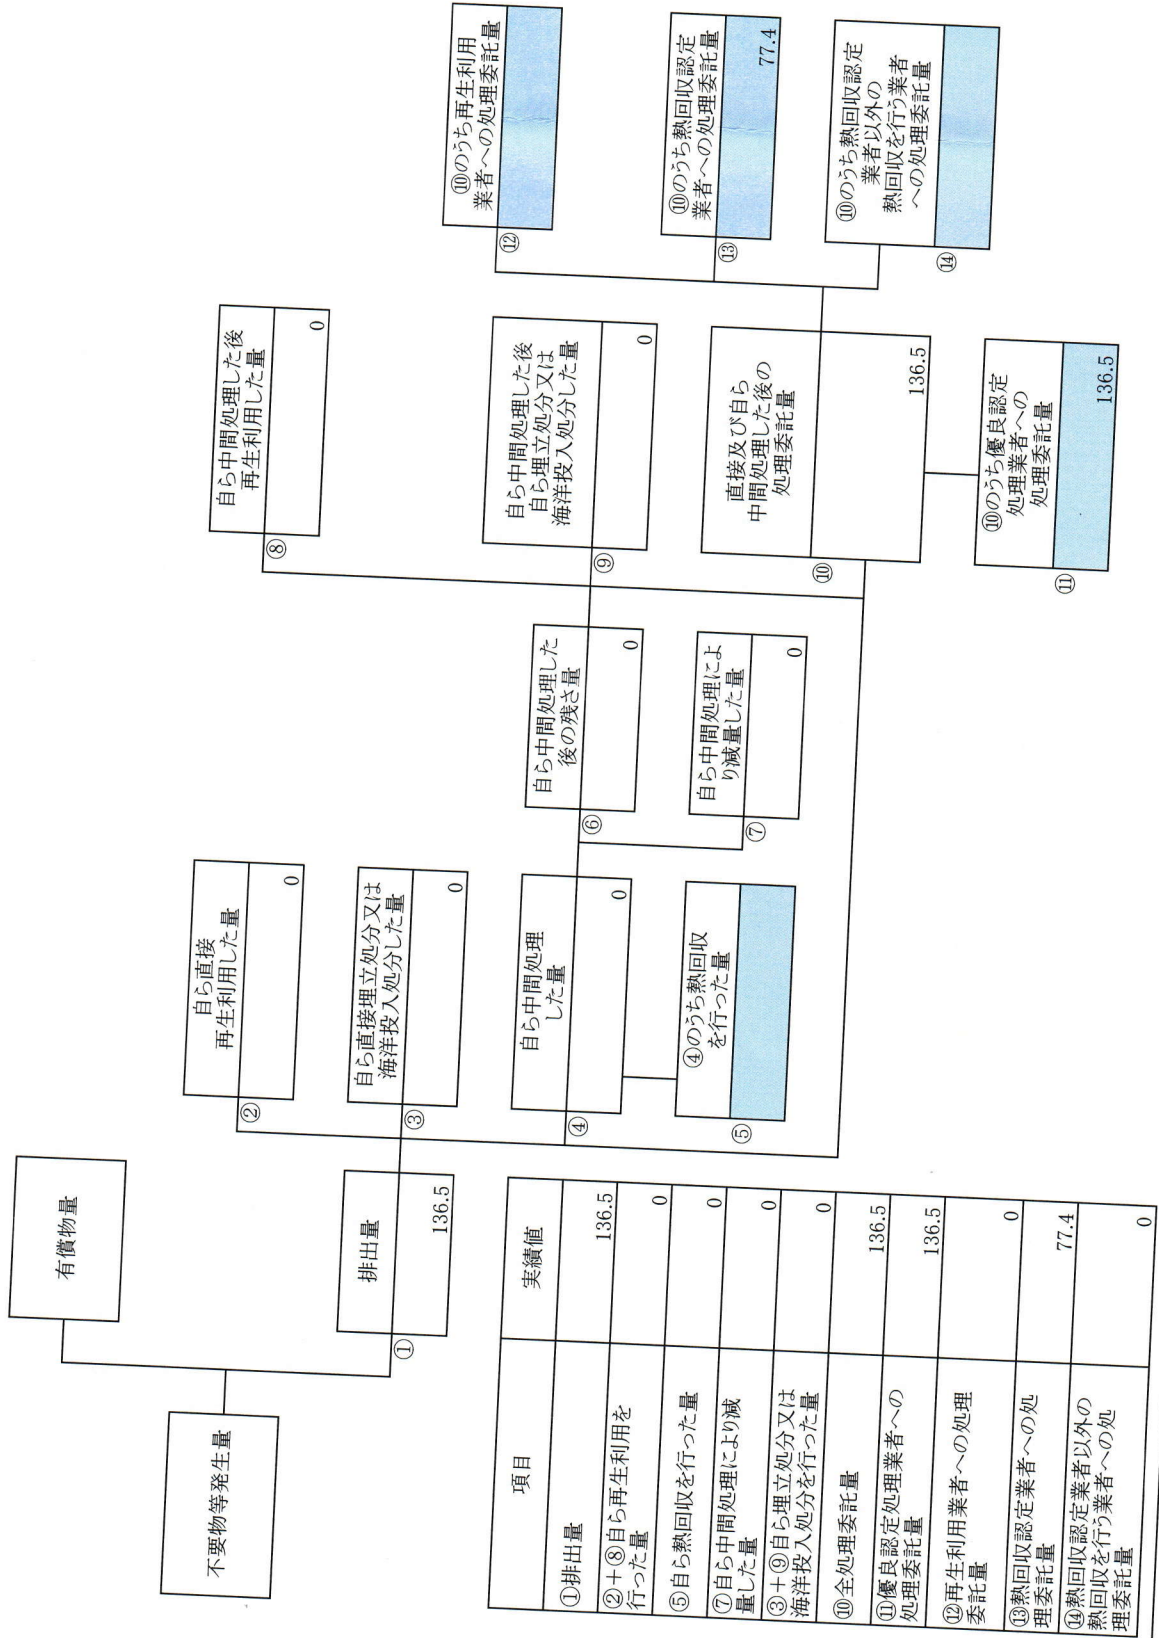 不要物等発生量
有償物量
排出量
①
136.5
自ら直接
再生利用した量
②
0
自ら直接埋立処分又は
海洋投入処分した量
③
0
自ら中間処理
した量
④
0
④のうち熱回収
を行った量
⑤
自ら中間処理した
後の残さ量
⑥
0
自ら中間処理によ
り減量した量
⑦
0
自ら中間処理した後
再生利用した量
⑧
0
自ら中間処理した後
自ら埋立処分又は
海洋投入処分した量
⑨
0
直接及び自ら
中間処理した後の
処理委託量
⑩
136.5
⑩のうち優良認定
処理業者への
処理委託量
⑪
136.5
⑩のうち再生利用
業者への処理委託量
⑫
⑩のうち熱回収認定
業者への処理委託量
⑬
77.4
⑩のうち熱回収認定
業者以外の
熱回収を行う業者
への処理委託量
⑭
項目 実績値
①排出量 136.5
②+⑧自ら再生利用を
行った量 0
⑤自ら熱回収を行った量 0
⑦自ら中間処理により減
量した量 0
③+⑨自ら埋立処分又は
海洋投入処分を行った量 0
⑩全処理委託量 136.5
⑪優良認定処理業者への
処理委託量 136.5
⑫再生利用業者への処理
委託量 0
⑬熱回収認定業者への処
理委託量 77.4
⑭熱回収認定業者以外の
熱回収を行う業者への処
理委託量 0